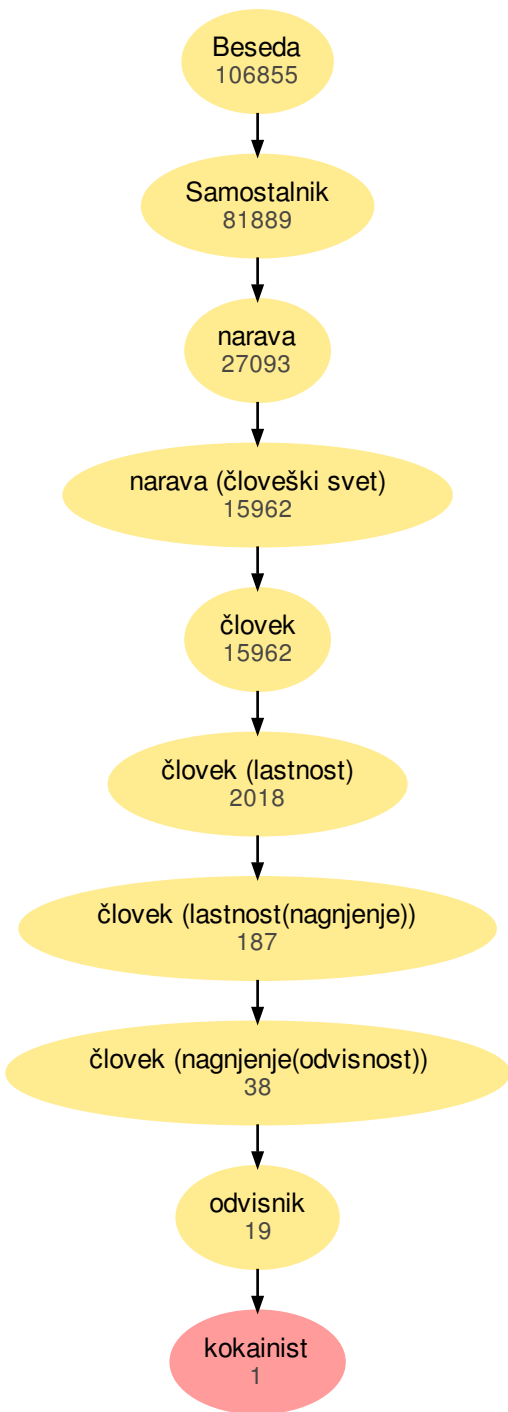 Beseda
106855
Samostalnik
81889
narava
27093
narava (človeški svet)
15962
človek
15962
človek (lastnost)
2018
človek (lastnost(nagnjenje))
187
človek (nagnjenje(odvisnost))
38
odvisnik
19
kokainist
1